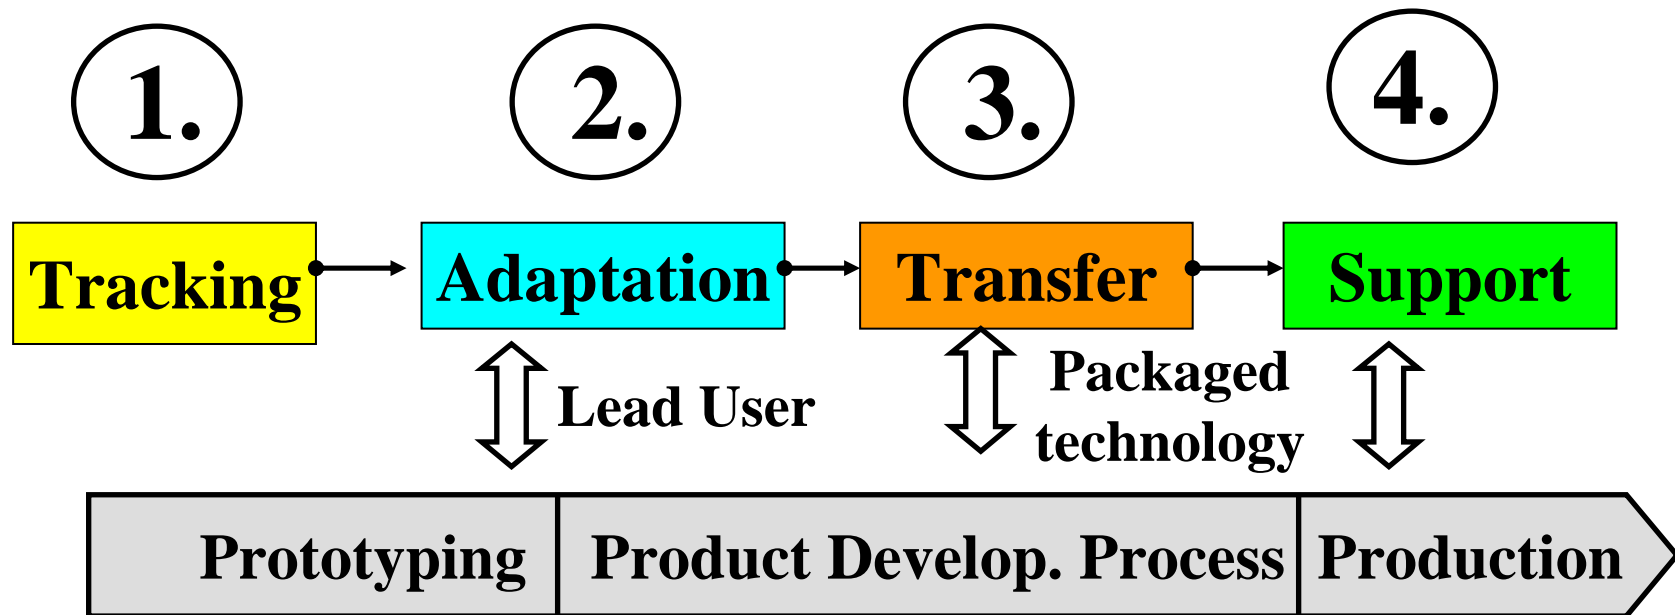 1.
2.
3.
4.
Tracking
Adaptation
Transfer
Support
Lead User
Packaged
technology
Prototyping
Product Develop. Process
Production